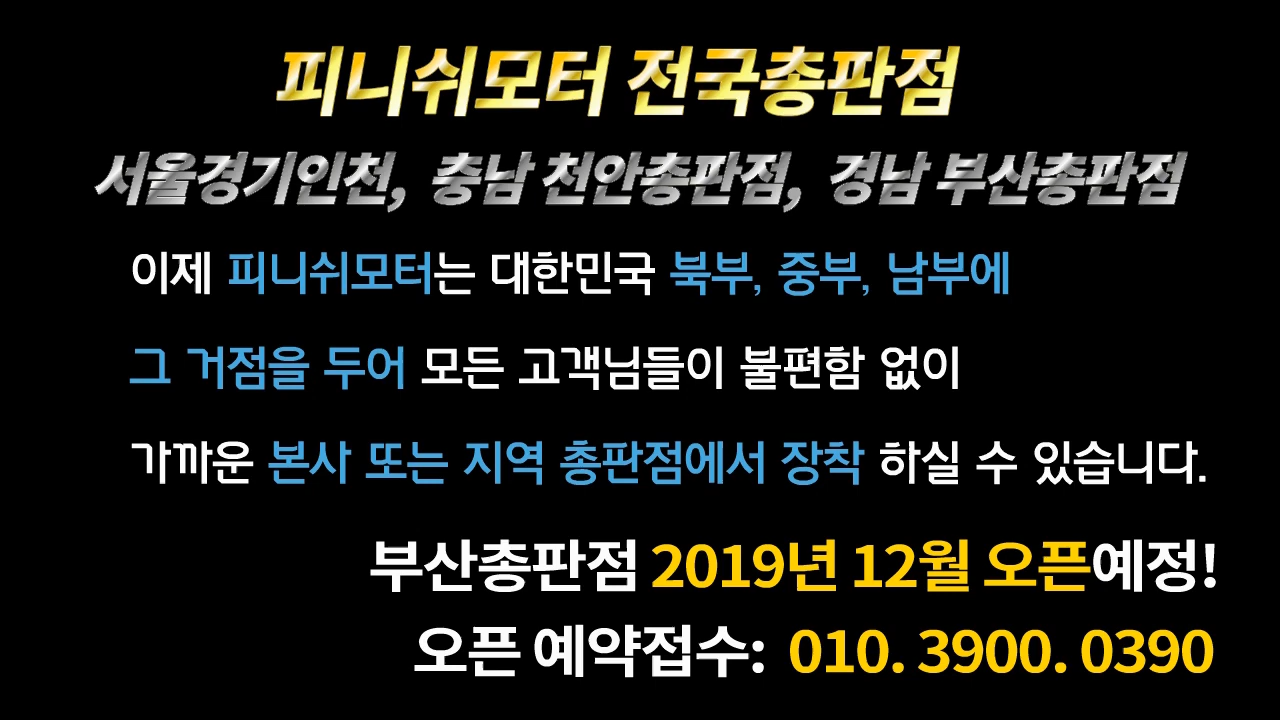 피니쉬모터 전국총판점
서울경기인천, 충남 천안총판점, 경남 부산총판점
이제 피니쉬모터는 대한민국 북부, 중부, 남부에
그 거점을 두어 모든 고객님들이 불편함 없이
가까운 본사 또는 지역 총판점에서 장착 하실 수 있습니다.
부산총판점 2019년 12월 오픈예정!
오픈 예약접수: 010. 3900. 0390